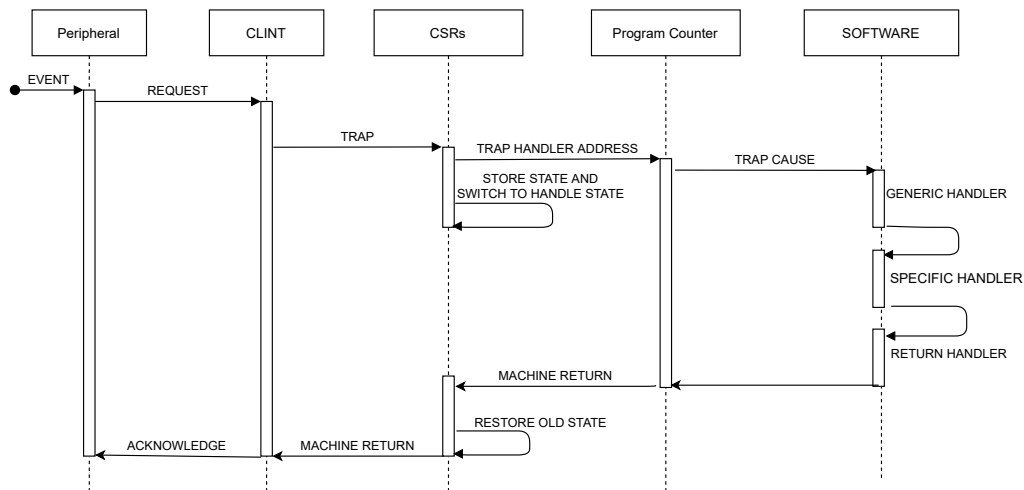 Peripheral
CLINT
CSRs
Program Counter
SOFTWARE
EVENT
REQUEST
TRAP
TRAP HANDLER ADDRESS
TRAP CAUSE
STORE STATE AND
SWITCH TO HANDLE STATE
GENERIC HANDLER
SPECIFIC HANDLER
RETURN HANDLER
MACHINE RETURN
RESTORE OLD STATE
MACHINE RETURN
ACKNOWLEDGE